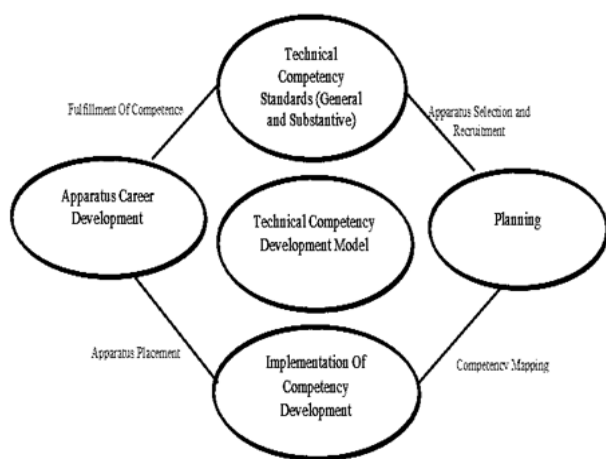 Technical
Competency
Standards (General
and Substantive)
Fulfillment Of Competence
Apparatus Selection and
Recruitment
Apparatus Career
Development
Technical Competency
Development Model
Planning
Apparatus Placement
Implementation Of
Competency
Development
Competency Mapping